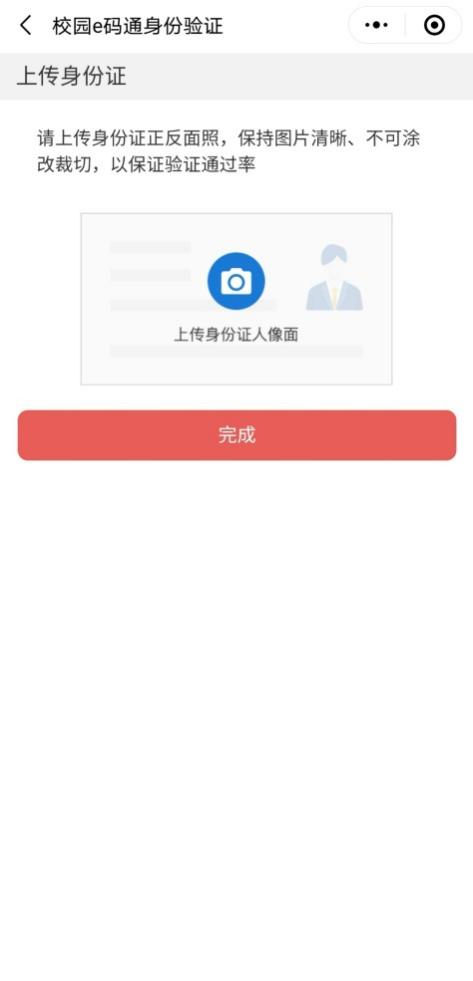 校园e码通身份验证
上传身份证
请上传身份证正反面照，保持图片清晰、不可涂
改裁切，以保证验证通过率
上传身份证人像面
完成